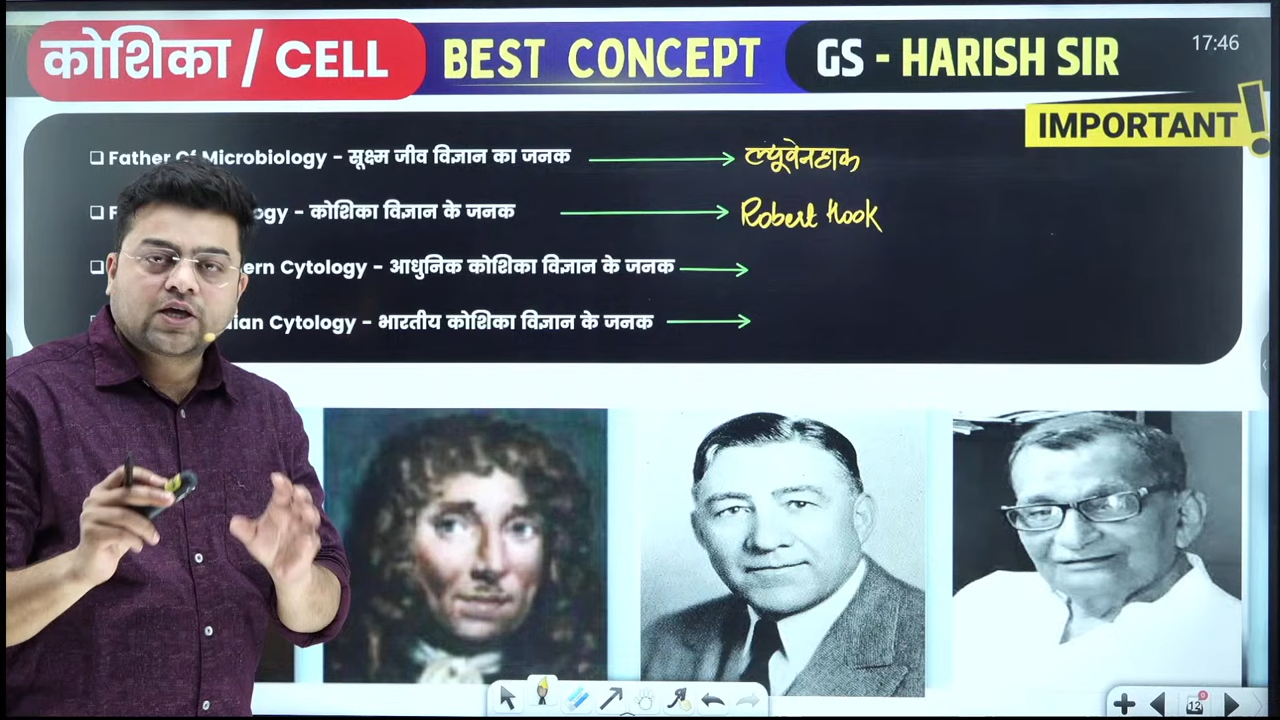 कोशिका / CELL BEST CONCEPT GS - HARISH SIR 17:46
IMPORTANT!
Father Of Microbiology - सूक्ष्म जीव विज्ञान का जनक ल्यूवेनहाक
ogy - कोशिका विज्ञान के जनक Robert Hook
ern Cytology - आधुनिक कोशिका विज्ञान के जनक
ian Cytology - भारतीय कोशिका विज्ञान के जनक
12